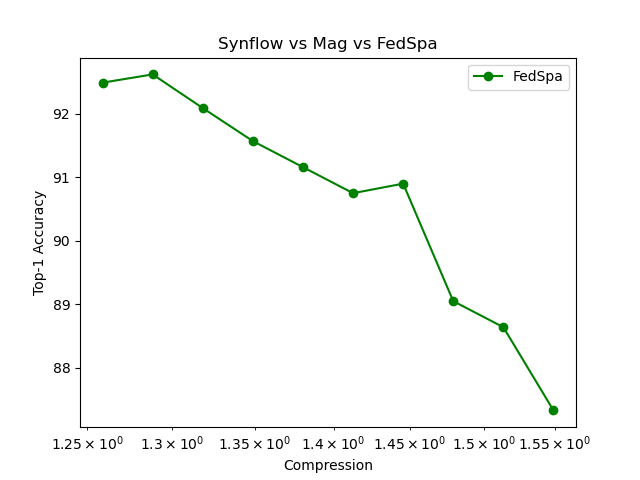 Synflow vs Mag vs FedSpa
FedSpa
Top-1 Accuracy
92
91
90
89
88
1.25 × 10⁰ 1.3 × 10⁰ 1.35 × 10⁰ 1.4 × 10⁰ 1.45 × 10⁰ 1.5 × 10⁰ 1.55 × 10⁰
Compression